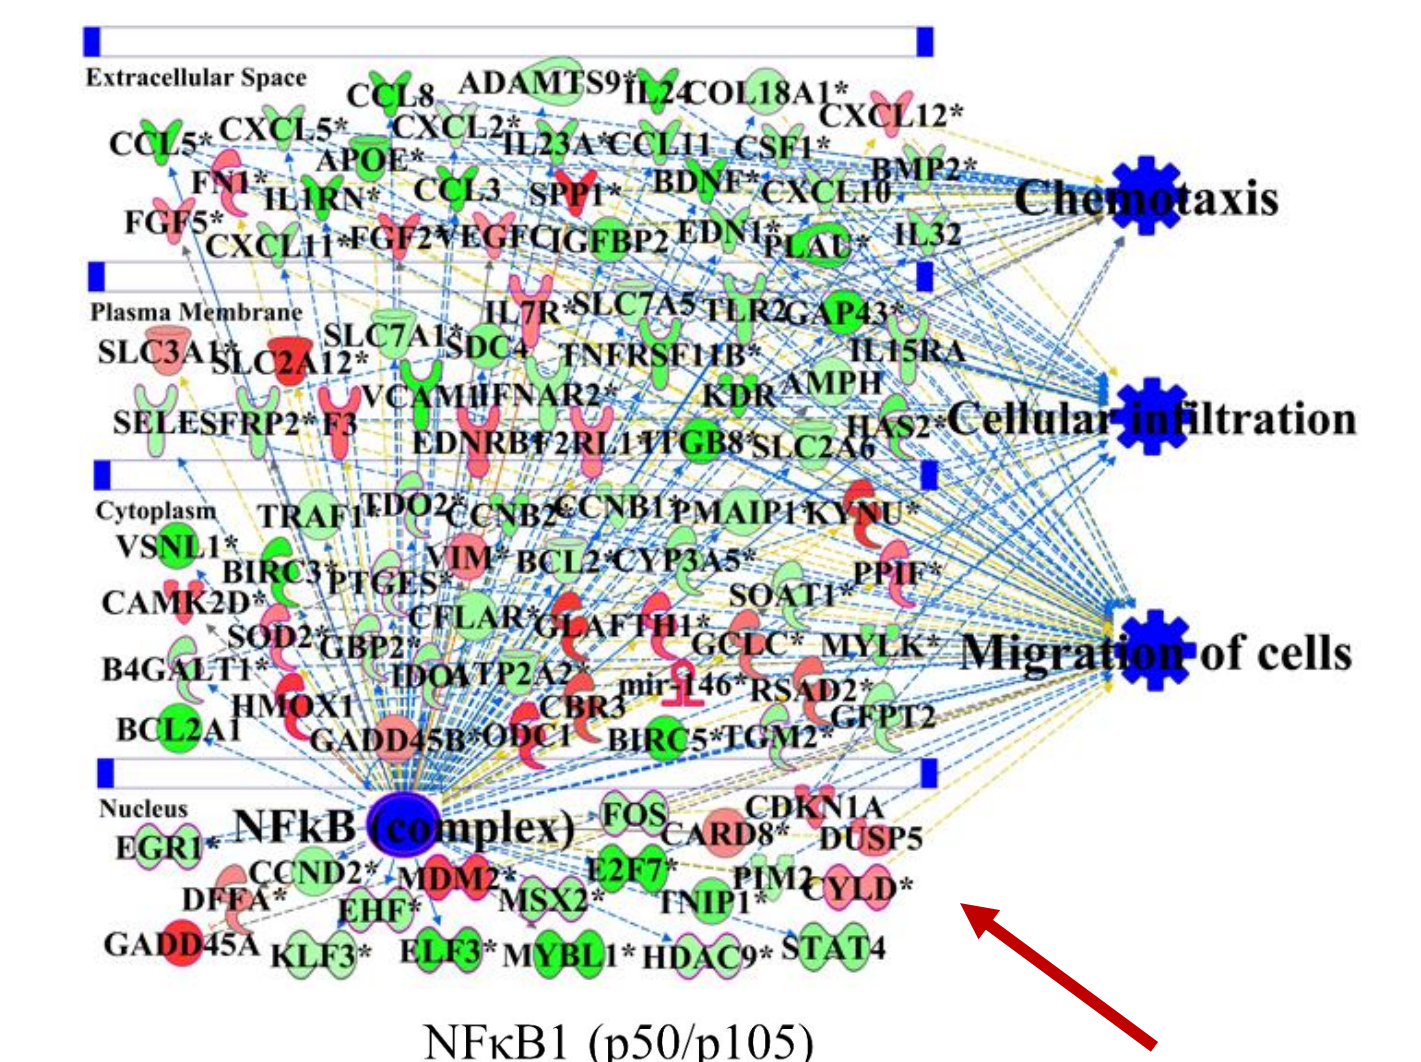 Extracellular Space
CCL8 ADAMTS9* IL24 COL18A1* CXCL12*
CCL5* CXCL5* CXCL2* IL23A* CCL11 CSF1*
APOE* BMP2*
FN1* IL1RN* CCL3 SPP1* BDNF* CXCL10 Chemotaxis
FGF5* CXCL11* FGF2* VEGFC IGFBP2 EDN1* PLAU* IL32
Plasma Membrane IL7R* SLC7A5 TLR2 GAP43*
SLC3A1* SLC2A12* SLC7A1* SDC4 TNFRSF11B* IL15RA
VCAM1 IFNAR2* KDR AMPH
SELE SFRP2* F3 EDNRB* F2RL1* ITGB8* SLC2A6 HAS2* Cellular infiltration
Cytoplasm TRAF1* TDO2* CCNB2* CCNB1* PMAIP1* KYNU*
VSNL1* BIRC3* PTGES* VIM* BCL2* CYP3A5* PPIF*
CAMK2D* CFLAR* SOAT1*
SOD2* GBP2* GLA FTH1* GCLC* MYLK* Migration of cells
B4GALT1* IDO1 ATP2A2* mir-146* RSAD2*
HMOX1 CBR3 GFPT2
BCL2A1 GADD45B* ODC1 BIRC5* TGM2*
Nucleus NFkB (complex) FOS CDKN1A
EGR1* CARD8* DUSP5
CCND2* MDM2* E2F7* PIM2 CYLD*
DFFA* EHF* MSX2* TNIP1*
GADD45A KLF3* ELF3* MYBL1* HDAC9* STAT4
NFκB1 (p50/p105)